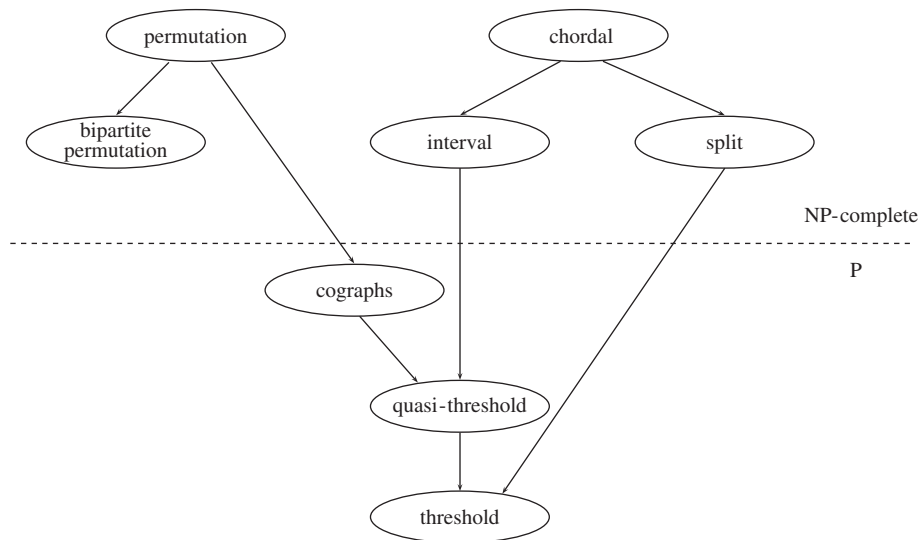 permutation
chordal
bipartite
permutation
interval
split
NP-complete
P
cographs
quasi-threshold
threshold